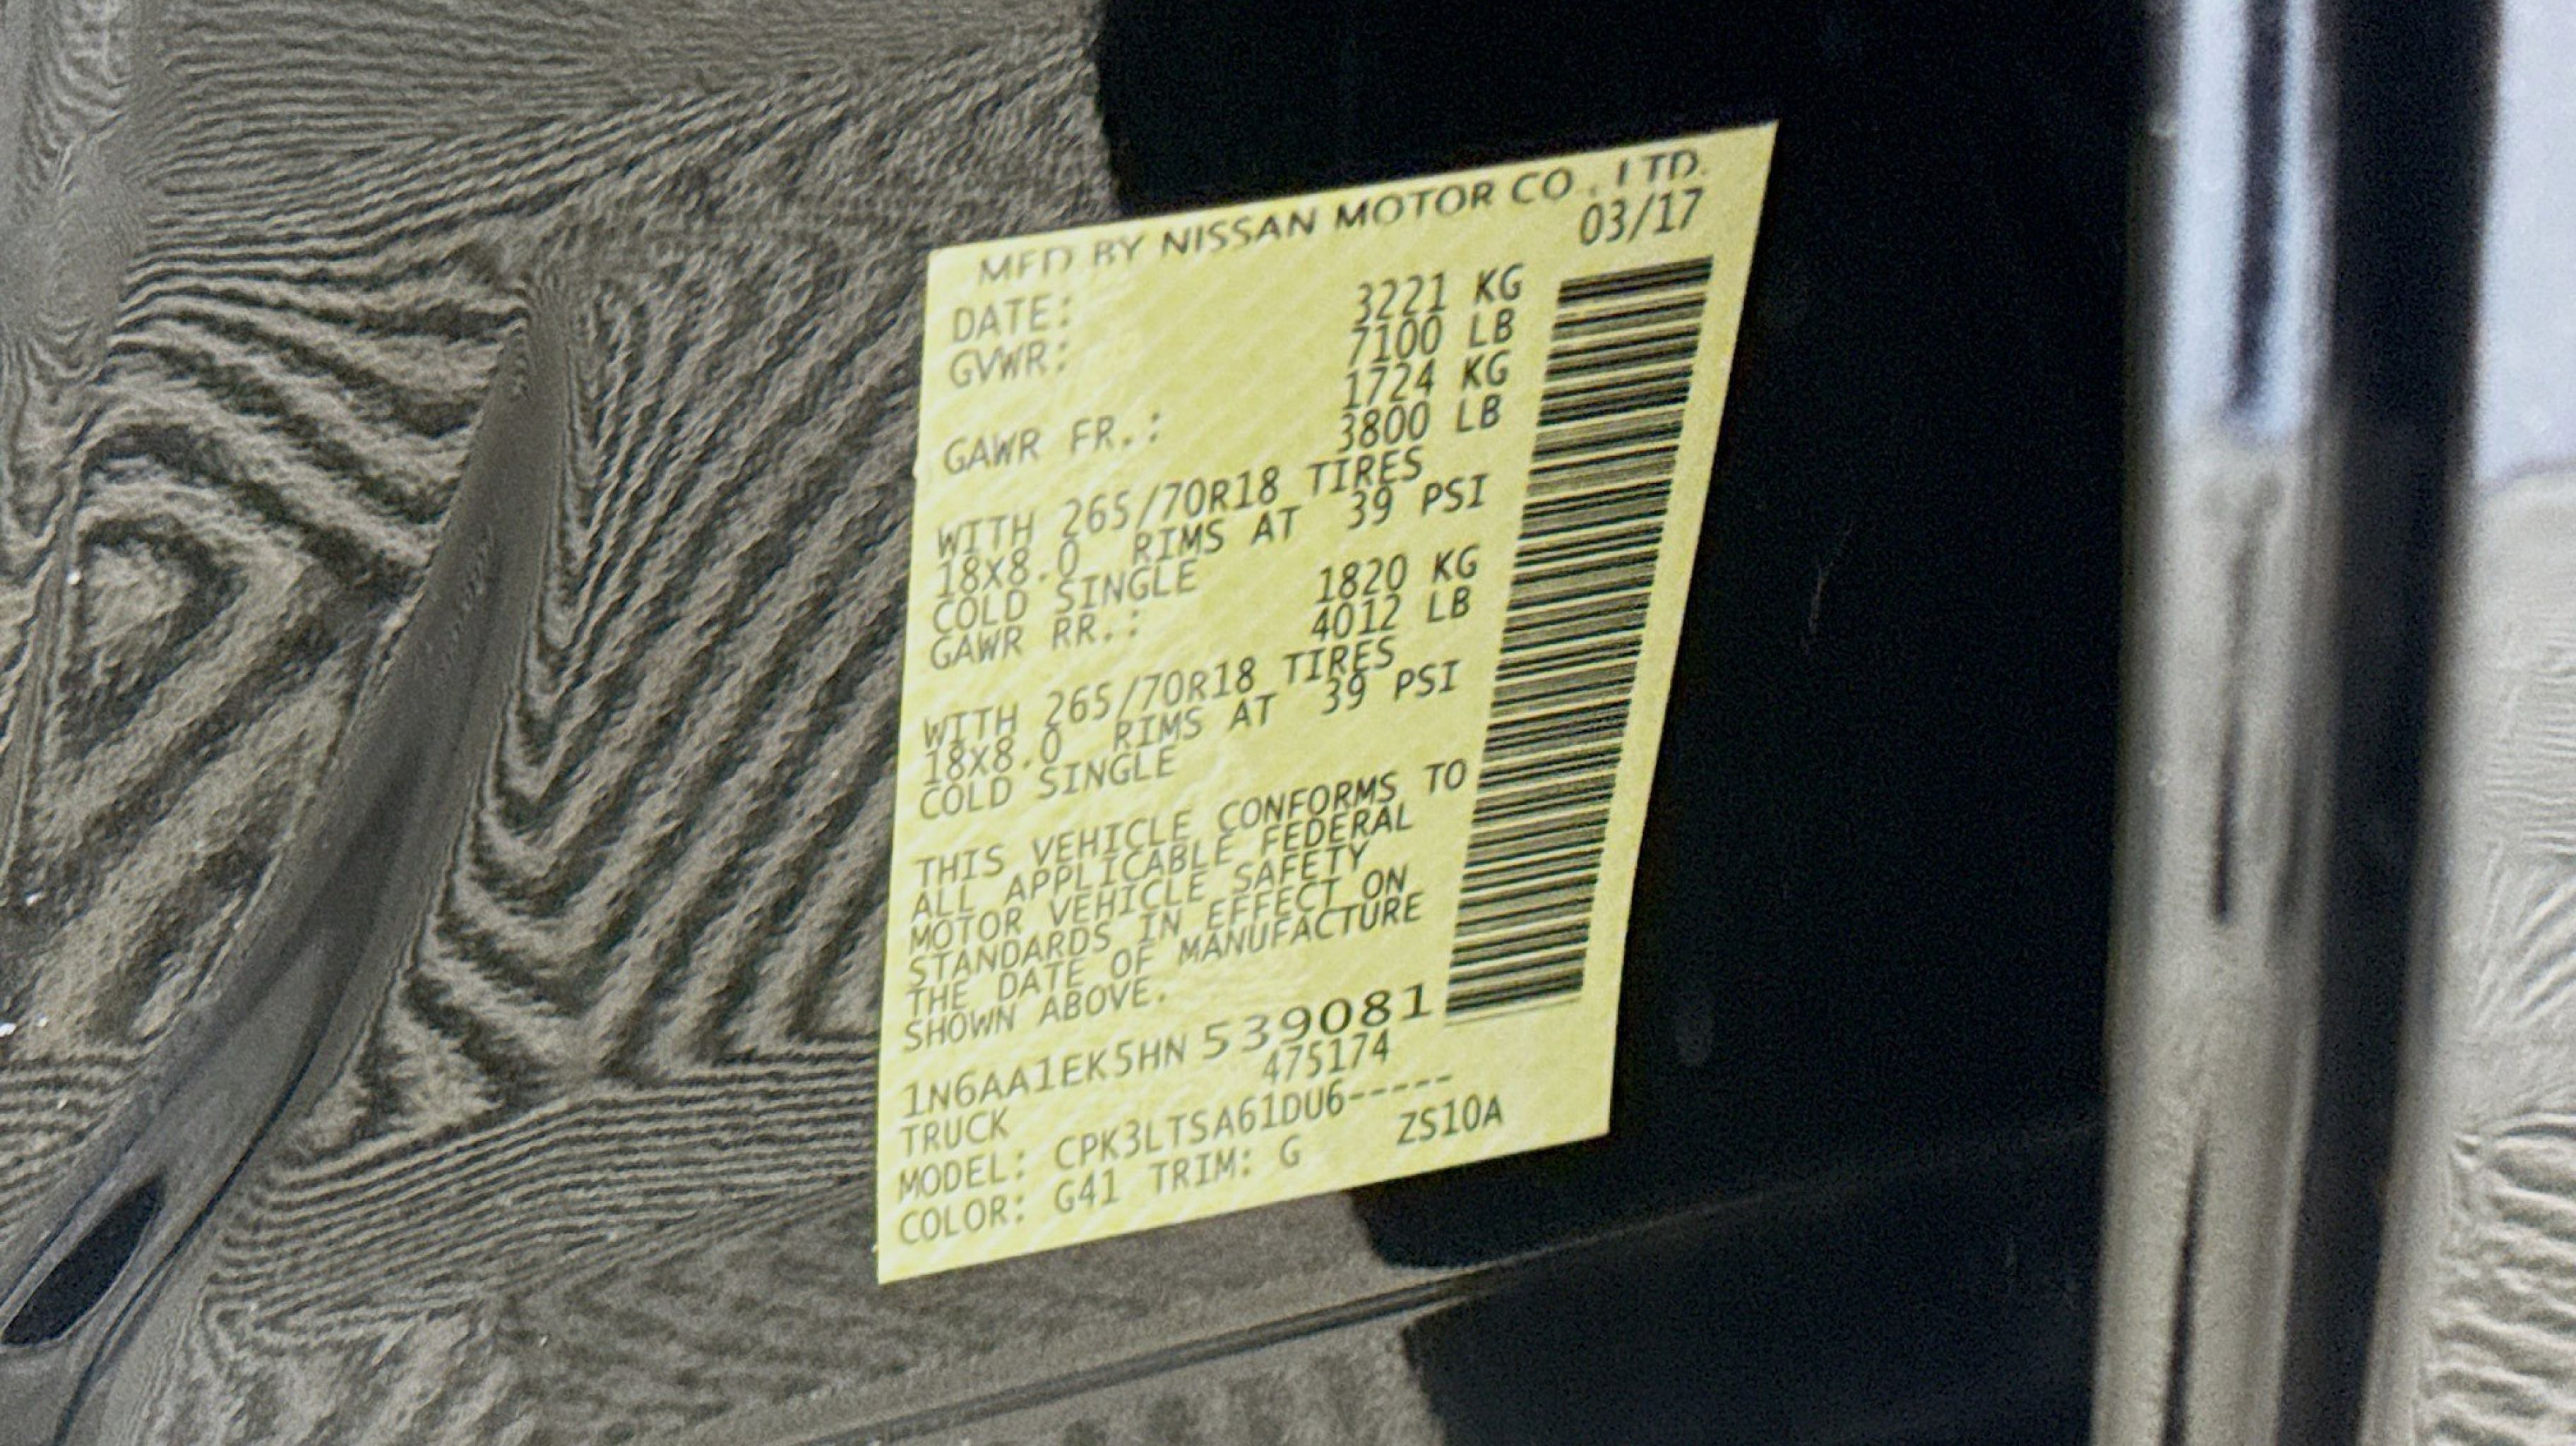 MFD BY NISSAN MOTOR CO., LTD.
DATE: 03/17
GVWR: 3221 KG
7100 LB
GAWR FR.: 1724 KG
3800 LB
WITH 265/70R18 TIRES
18X8.0 RIMS AT 39 PSI
COLD SINGLE
GAWR RR.: 1820 KG
4012 LB
WITH 265/70R18 TIRES
18X8.0 RIMS AT 39 PSI
COLD SINGLE
THIS VEHICLE CONFORMS TO
ALL APPLICABLE FEDERAL
MOTOR VEHICLE SAFETY
STANDARDS IN EFFECT ON
THE DATE OF MANUFACTURE
SHOWN ABOVE.
1N6AA1EK5HN539081
TRUCK 475174
MODEL: CPK3LTSA61DU6-----
COLOR: G41 TRIM: G ZS10A